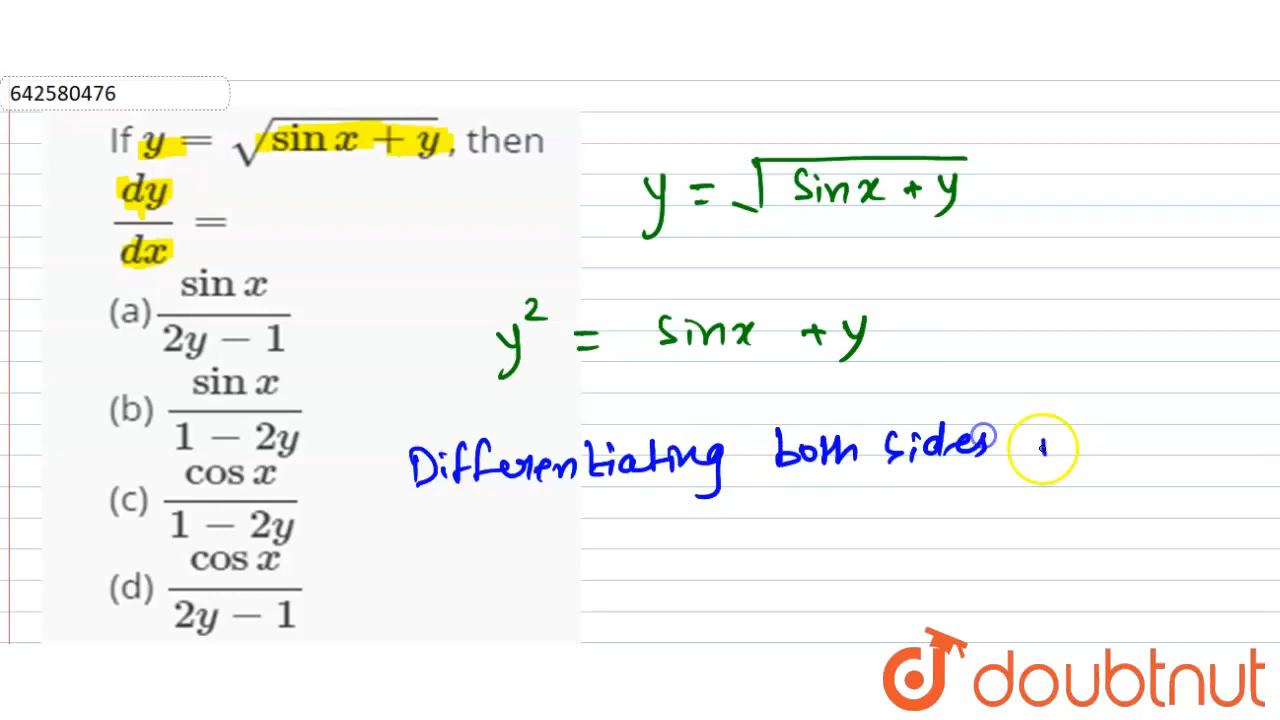 642580476
If y = √(sin x + y), then
dy/dx =
(a) sin x / 2y − 1
(b) sin x / 1 − 2y
(c) cos x / 1 − 2y
(d) cos x / 2y − 1
y = √(sinx + y)
y² = sinx + y
Differentiating both sides
doubtnut